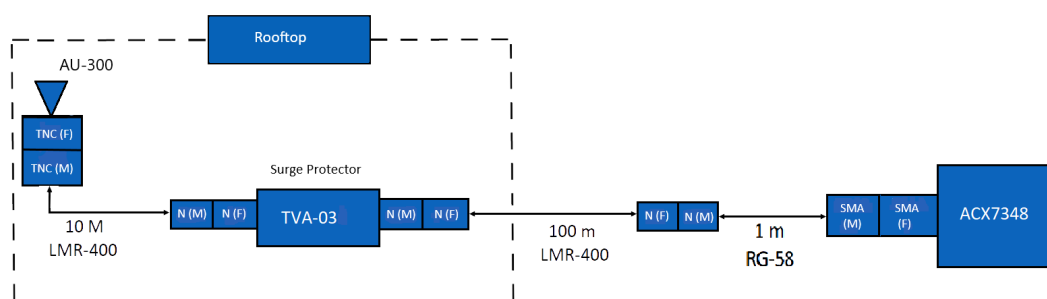 Rooftop
AU-300
TNC (F)
TNC (M)
10 M
LMR-400
Surge Protector
N (M) N (F) TVA-03 N (M) N (F)
100 m
LMR-400
N (F) N (M)
1 m
RG-58
SMA
(M)
SMA
(F)
ACX7348